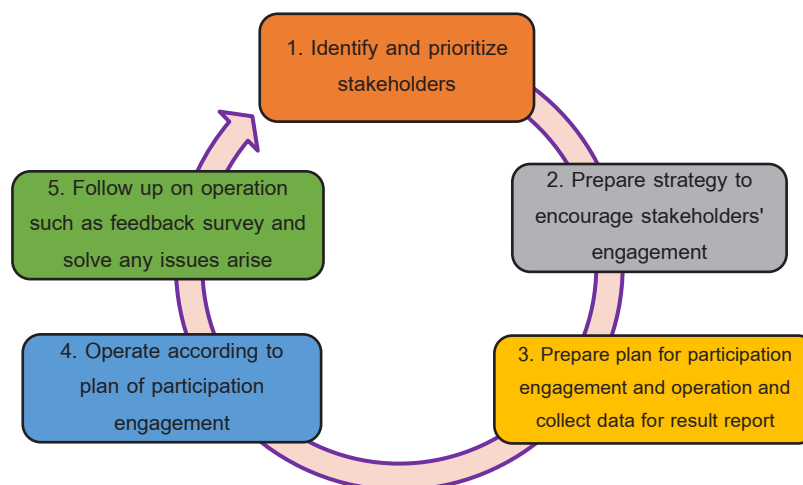 1. Identify and prioritize
stakeholders
2. Prepare strategy to
encourage stakeholders'
engagement
3. Prepare plan for participation
engagement and operation and
collect data for result report
4. Operate according to
plan of participation
engagement
5. Follow up on operation
such as feedback survey and
solve any issues arise